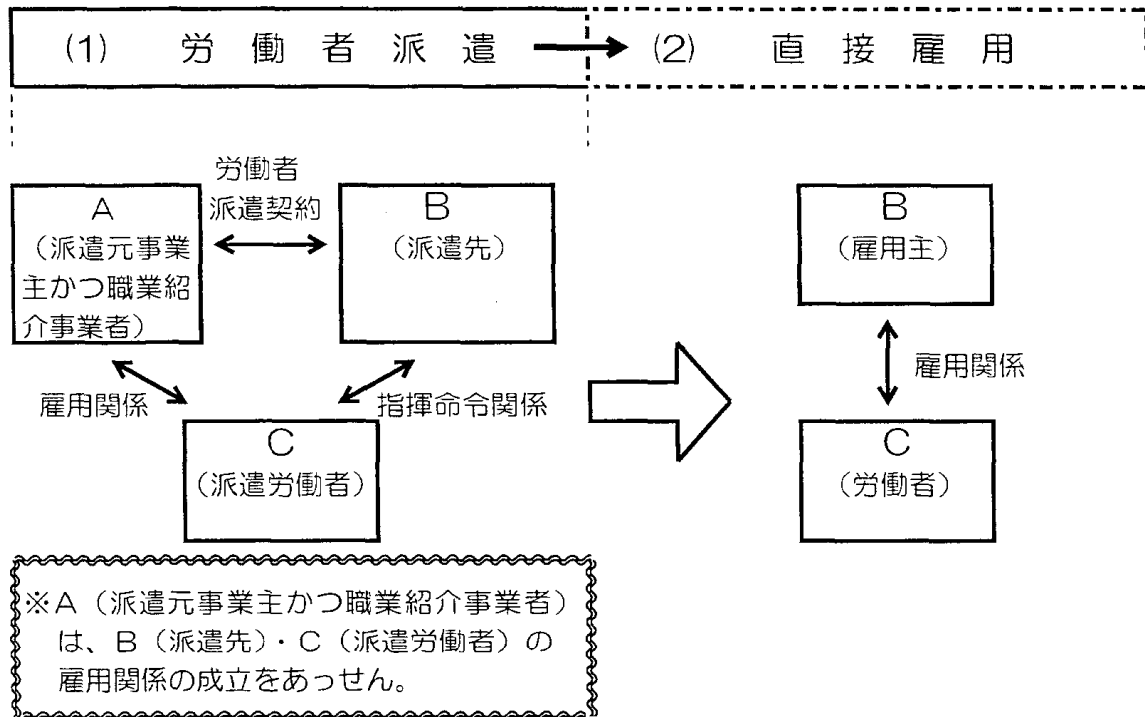 (1) 労働者派遣
(2) 直接雇用
労働者
派遣契約
A
（派遣元事業
主かつ職業紹
介事業者）
B
（派遣先）
雇用関係
指揮命令関係
C
（派遣労働者）
B
（雇用主）
雇用関係
C
（労働者）
※A（派遣元事業主かつ職業紹介事業者）
は、B（派遣先）・C（派遣労働者）の
雇用関係の成立をあっせん。